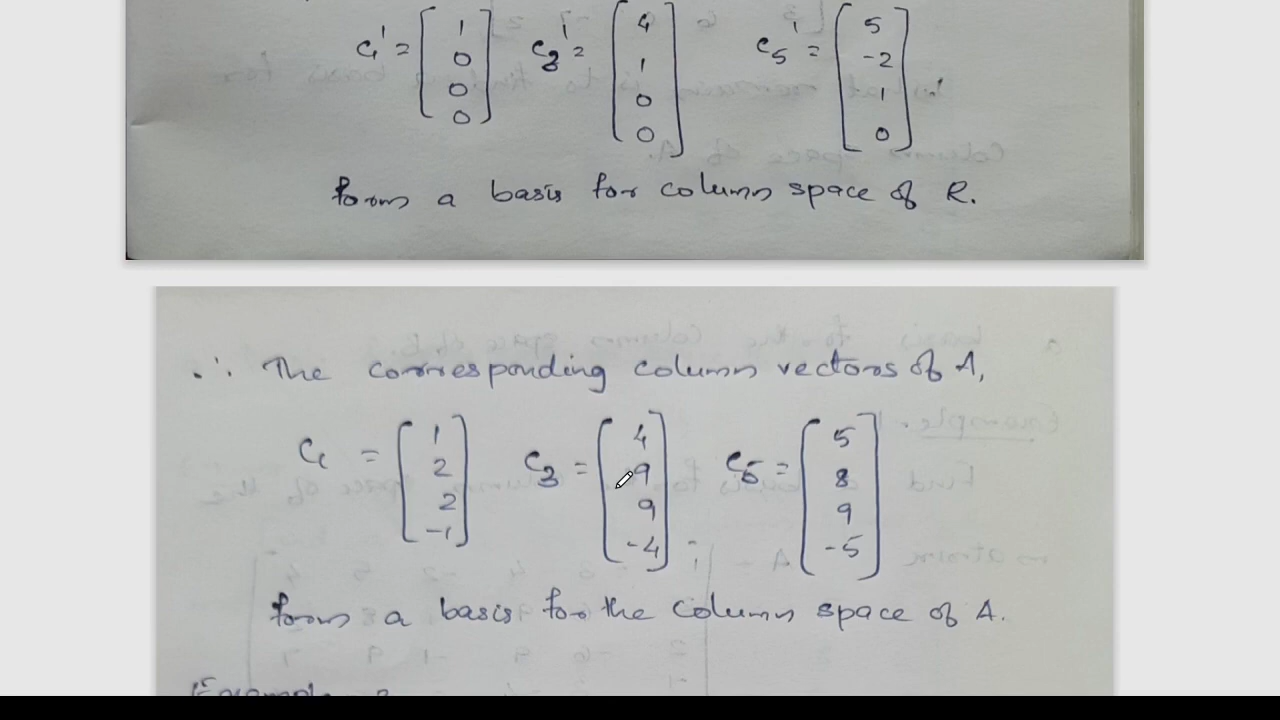 c₁' = [1 0 0 0] c₃' = [4 1 0 0] c₅' = [5 -2 1 0].
form a basis for column space of R.
∴ The corresponding column vectors of A,
c₁ = [1 2 2 -1] c₃ = [4 9 9 -4] c₅ = [5 8 9 -5]
form a basis for the column space of A.